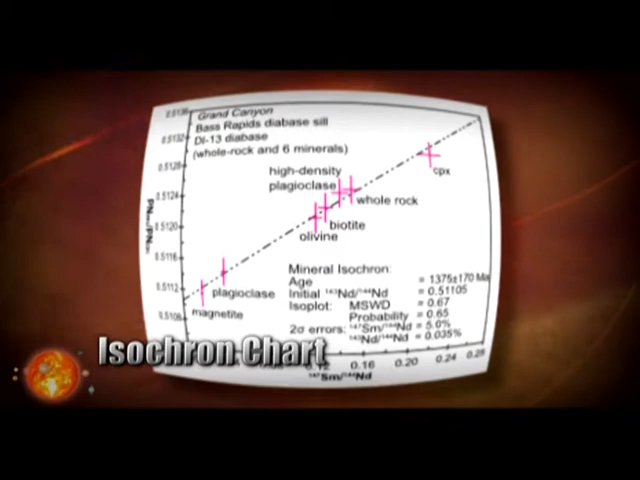 0.5136
Grand Canyon
Bass Rapids diabase sill
0.5132
DI-13 diabase
(whole-rock and 6 minerals)
0.5128
high-density
plagioclase
cpx
0.5124
whole rock
0.5120
biotite
olivine
0.5116
Mineral Isochron:
Age = 1375±170 Ma
0.5112
plagioclase
Initial ¹⁴³Nd/¹⁴⁴Nd = 0.51105
magnetite
Isoplot: MSWD = 0.67
0.5108
Probability = 0.65
2σ errors: ¹⁴⁷Sm/¹⁴⁴Nd = 5.0%
¹⁴³Nd/¹⁴⁴Nd = 0.035%
Isochron Chart
0.12 0.16 0.20 0.24 0.28
¹⁴⁷Sm/¹⁴⁴Nd